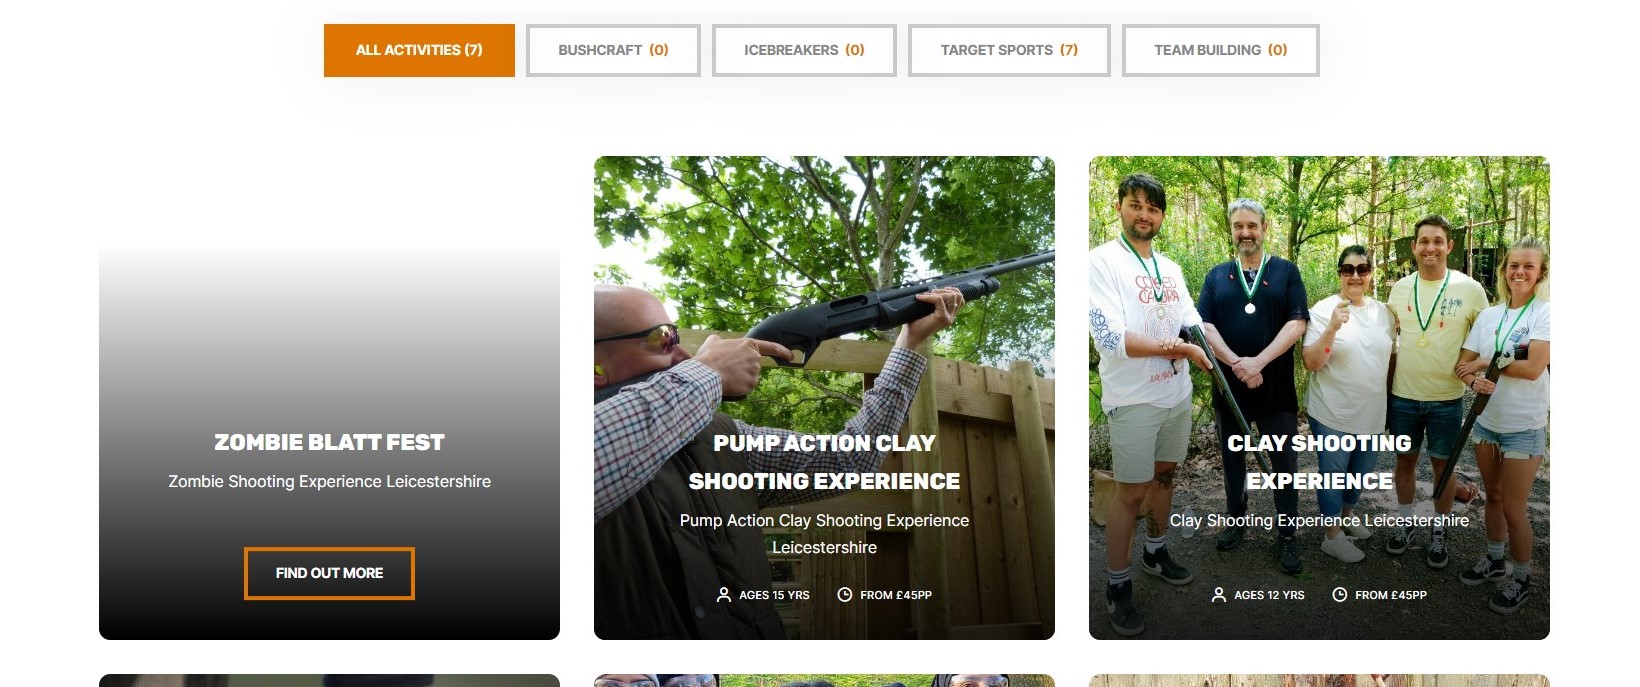 ALL ACTIVITIES (7)
BUSHCRAFT (0)
ICEBREAKERS (0)
TARGET SPORTS (7)
TEAM BUILDING (0)
ZOMBIE BLATT FEST
Zombie Shooting Experience Leicestershire
FIND OUT MORE
PUMP ACTION CLAY
SHOOTING EXPERIENCE
Pump Action Clay Shooting Experience
Leicestershire
AGES 15 YRS
FROM £45PP
CLAY SHOOTING
EXPERIENCE
Clay Shooting Experience Leicestershire
AGES 12 YRS
FROM £45PP